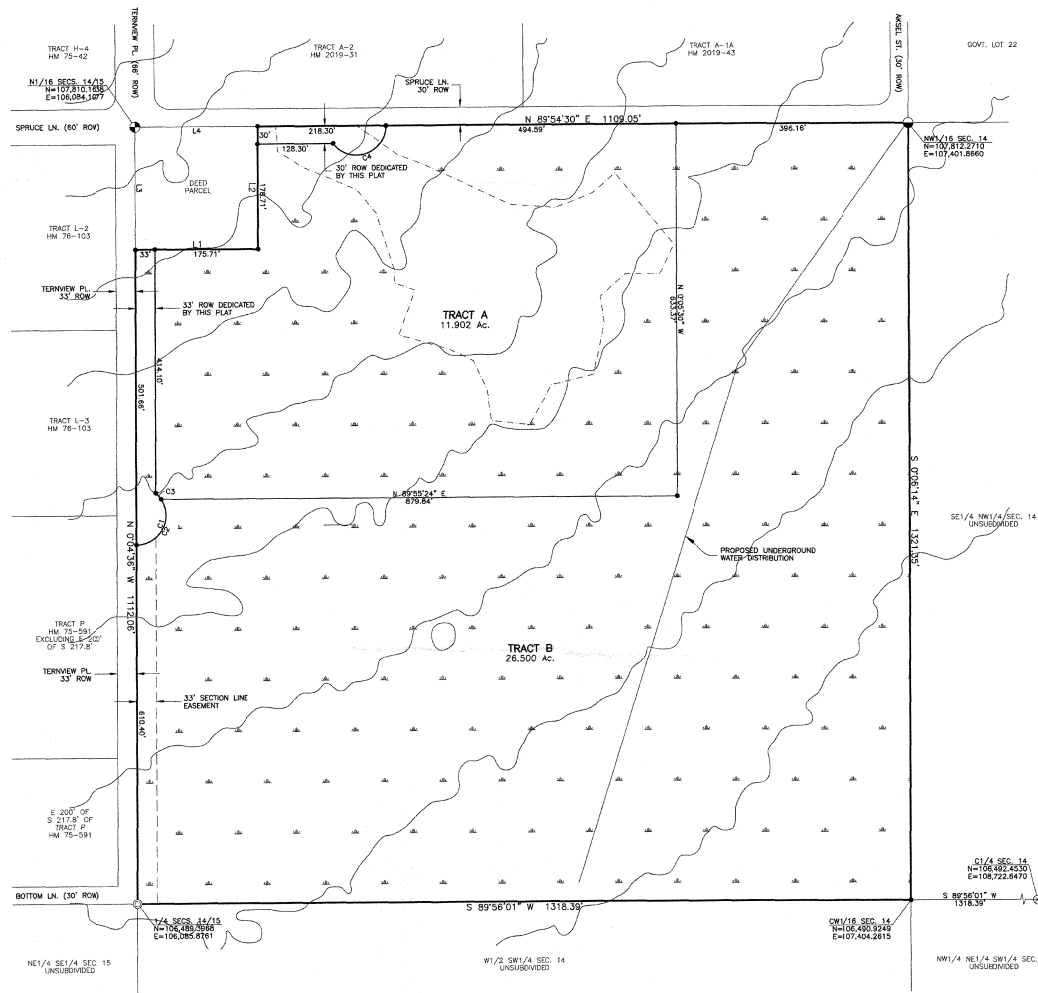 TERNVIEW PL. (66' ROW)
AKSEL ST. (30' ROW)
TRACT H-4
HM 75-42
TRACT A-2
HM 2019-31
TRACT A-1A
HM 2019-43
GOVT. LOT 22
N1/16 SECS. 14/15
N=107,810.1638
E=106,084.1077
SPRUCE LN.
30' ROW
SPRUCE LN. (60' ROW)
L4
218.30'
N 89°54'30" E 1109.05'
494.59'
396.16'
30'
128.30'
C4
NW1/16 SEC. 14
N=107,812.2710
E=107,401.8660
30' ROW DEDICATED
BY THIS PLAT
DEED
PARCEL
L3
L2
178.71'
TRACT L-2
HM 76-103
L1
33'
175.71'
TERNVIEW PL.
33' ROW
33' ROW DEDICATED
BY THIS PLAT
TRACT A
11.902 Ac.
N 0°05'30" W
633.37'
414.10'
501.66'
TRACT L-3
HM 76-103
C3
N 89°55'24" E
879.84'
S 0°06'14" E 1321.35'
SE1/4 NW1/4 SEC. 14
UNSUBDIVIDED
N 0°04'36" W 1112.06'
PROPOSED UNDERGROUND
WATER DISTRIBUTION
TRACT P
HM 75-591
EXCLUDING E 200'
OF S 217.8'
TRACT B
26.500 Ac.
TERNVIEW PL.
33' ROW
33' SECTION LINE
EASEMENT
610.40'
E 200' OF
S 217.8' OF
TRACT P
HM 75-591
C1/4 SEC. 14
N=106,492.4530
E=108,722.6470
BOTTOM LN. (30' ROW)
S 89°56'01" W 1318.39'
S 89°56'01" W
1318.39'
1/4 SECS. 14/15
N=106,489.3968
E=106,085.8761
CW1/16 SEC. 14
N=106,490.9249
E=107,404.2615
NE1/4 SE1/4 SEC 15
UNSUBDIVIDED
W1/2 SW1/4 SEC. 14
UNSUBDIVIDED
NW1/4 NE1/4 SW1/4 SEC.
UNSUBDIVIDED